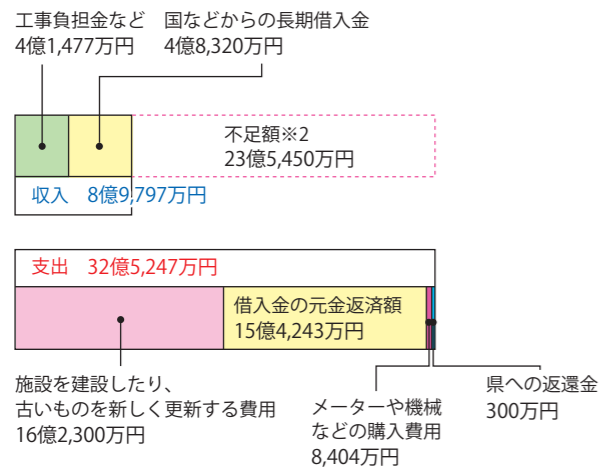 工事負担金など
4億1,477万円
国などからの長期借入金
4億8,320万円
不足額※2
23億5,450万円
収入 8億9,797万円
支出 32億5,247万円
借入金の元金返済額
15億4,243万円
施設を建設したり、
古いものを新しく更新する費用
16億2,300万円
メーターや機械
などの購入費用
8,404万円
県への返還金
300万円